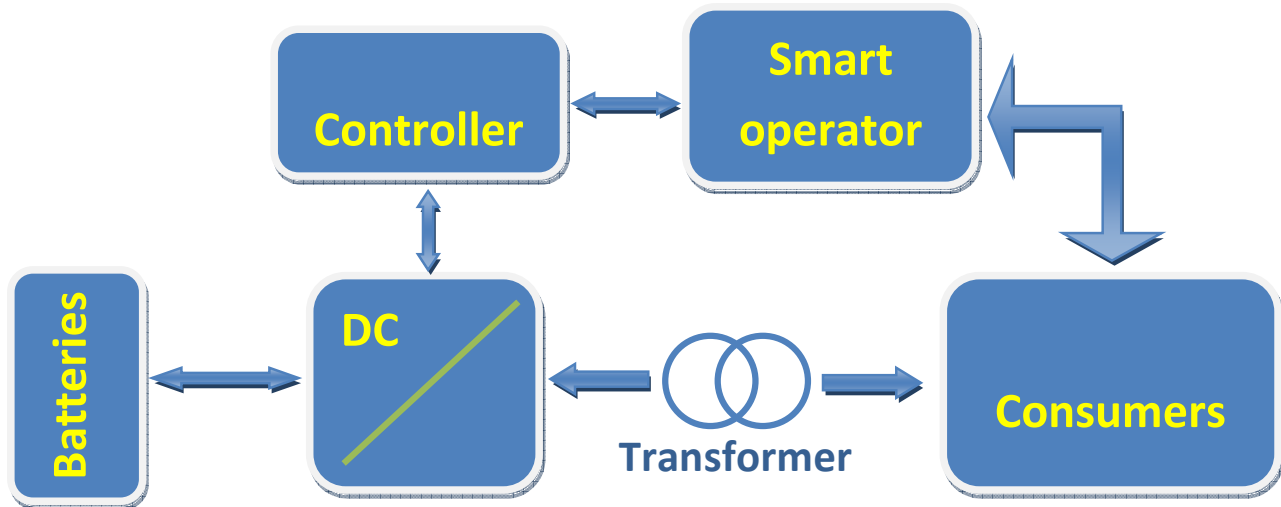 Smart
operator
Controller
Batteries
DC
Transformer
Consumers